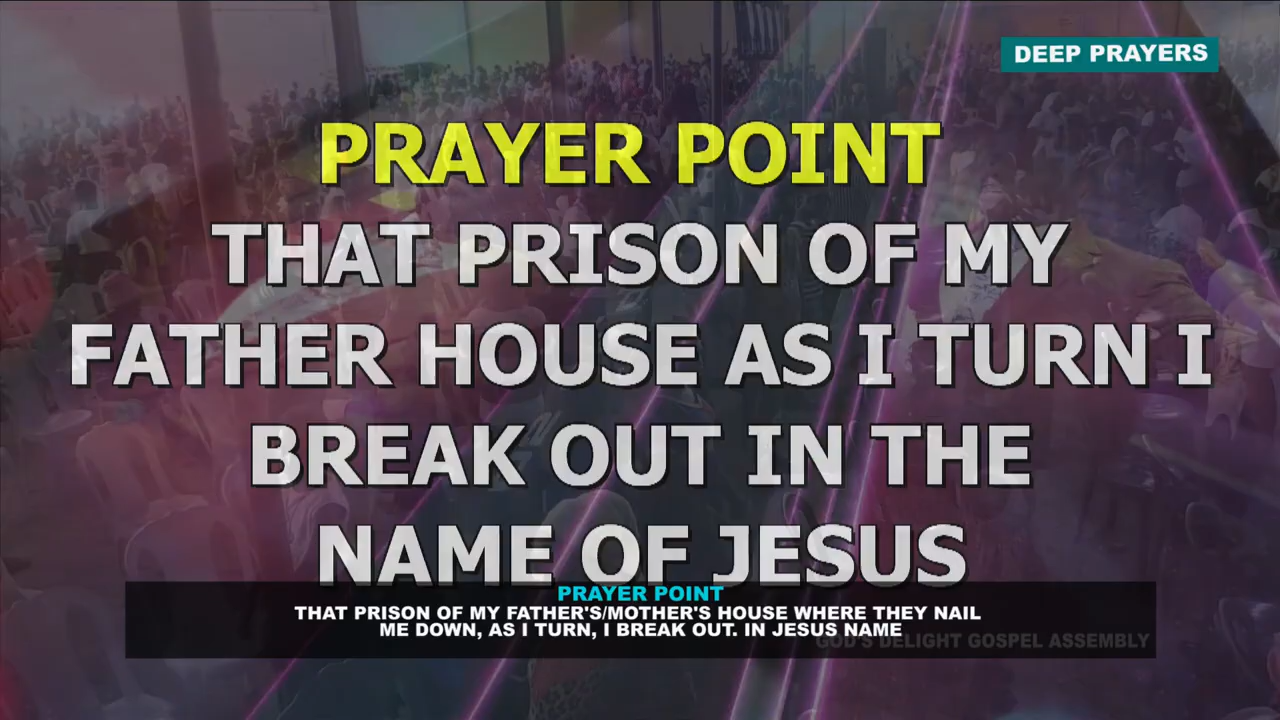 DEEP PRAYERS
PRAYER POINT
THAT PRISON OF MY
FATHER HOUSE AS I TURN I
BREAK OUT IN THE
NAME OF JESUS
PRAYER POINT
THAT PRISON OF MY FATHER'S/MOTHER'S HOUSE WHERE THEY NAIL
ME DOWN, AS I TURN, I BREAK OUT. IN JESUS NAME
GOD'S DELIGHT GOSPEL ASSEMBLY